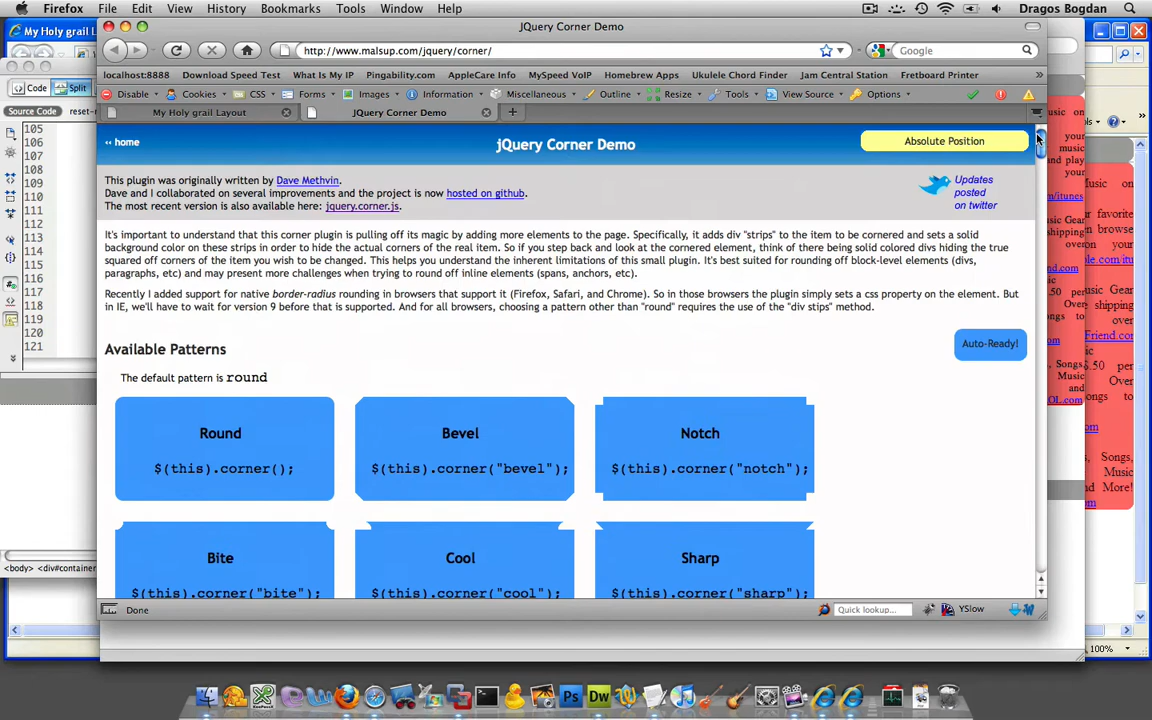 Firefox File Edit View History Bookmarks Tools Window Help Dragos Bogdan
My Holy grail L
JQuery Corner Demo
http://www.malsup.com/jquery/corner/
Google
localhost:8888 Download Speed Test What Is My IP Pingability.com AppleCare Info MySpeed VoIP Homebrew Apps Ukulele Chord Finder Jam Central Station Fretboard Printer »
Code Split
Disable Cookies CSS Forms Images Information Miscellaneous Outline Resize Tools View Source Options
Source Code reset-
My Holy grail Layout
JQuery Corner Demo
105
106
107
108
109
110
111
112
113
114
115
116
117
118
119
120
121
‹‹ home
jQuery Corner Demo
Absolute Position
This plugin was originally written by Dave Methvin.
Dave and I collaborated on several improvements and the project is now hosted on github.
The most recent version is also available here: jquery.corner.js.
Updates
posted
on twitter
It's important to understand that this corner plugin is pulling off its magic by adding more elements to the page. Specifically, it adds div "strips" to the item to be cornered and sets a solid
background color on these strips in order to hide the actual corners of the real item. So if you step back and look at the cornered element, think of there being solid colored divs hiding the true
squared off corners of the item you wish to be changed. This helps you understand the inherent limitations of this small plugin. It's best suited for rounding off block-level elements (divs,
paragraphs, etc) and may present more challenges when trying to round off inline elements (spans, anchors, etc).
Recently I added support for native border-radius rounding in browsers that support it (Firefox, Safari, and Chrome). So in those browsers the plugin simply sets a css property on the element. But
in IE, we'll have to wait for version 9 before that is supported. And for all browsers, choosing a pattern other than "round" requires the use of the "div stips" method.
Available Patterns
Auto-Ready!
The default pattern is round
Round
$(this).corner();
Bevel
$(this).corner("bevel");
Notch
$(this).corner("notch");
Bite
$(this).corner("bite");
Cool
$(this).corner("cool");
Sharp
$(this).corner("sharp");
<body> <div#container
Done
Quick lookup...
YSlow
100%